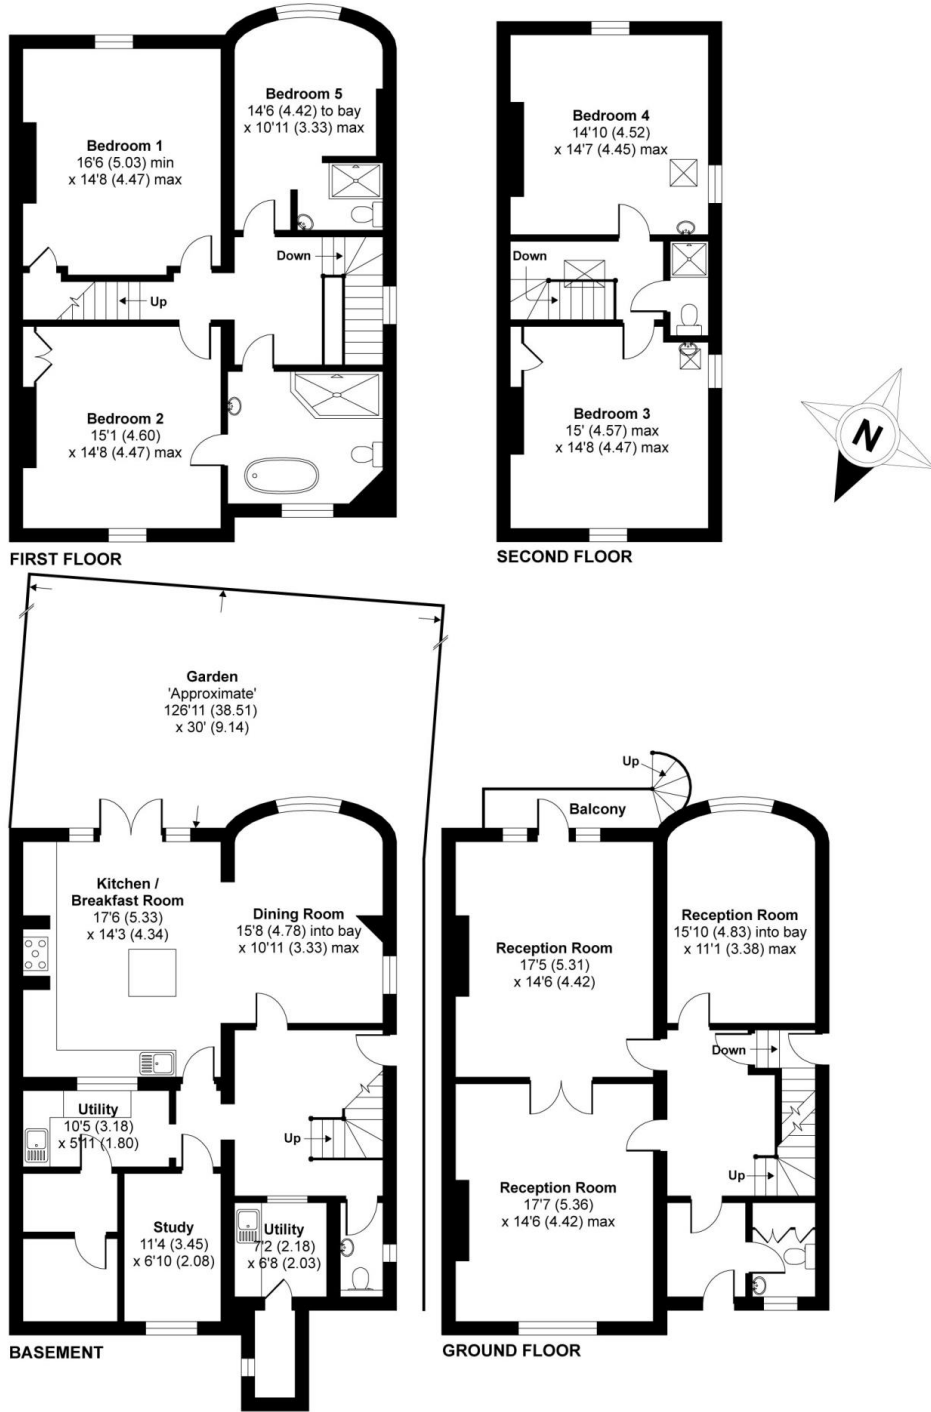 Bedroom 5
14'6 (4.42) to bay
x 10'11 (3.33) max
Bedroom 1
16'6 (5.03) min
x 14'8 (4.47) max
Down
Up
Bedroom 2
15'1 (4.60)
x 14'8 (4.47) max
FIRST FLOOR
Bedroom 4
14'10 (4.52)
x 14'7 (4.45) max
Down
Bedroom 3
15' (4.57) max
x 14'8 (4.47) max
SECOND FLOOR
N
Garden
'Approximate'
126'11 (38.51)
x 30' (9.14)
Kitchen /
Breakfast Room
17'6 (5.33)
x 14'3 (4.34)
Dining Room
15'8 (4.78) into bay
x 10'11 (3.33) max
Utility
10'5 (3.18)
x 5'11 (1.80)
Up
Study
11'4 (3.45)
x 6'10 (2.08)
Utility
7'2 (2.18)
x 6'8 (2.03)
BASEMENT
Up
Balcony
Reception Room
17'5 (5.31)
x 14'6 (4.42)
Reception Room
15'10 (4.83) into bay
x 11'1 (3.38) max
Down
Up
Reception Room
17'7 (5.36)
x 14'6 (4.42) max
GROUND FLOOR